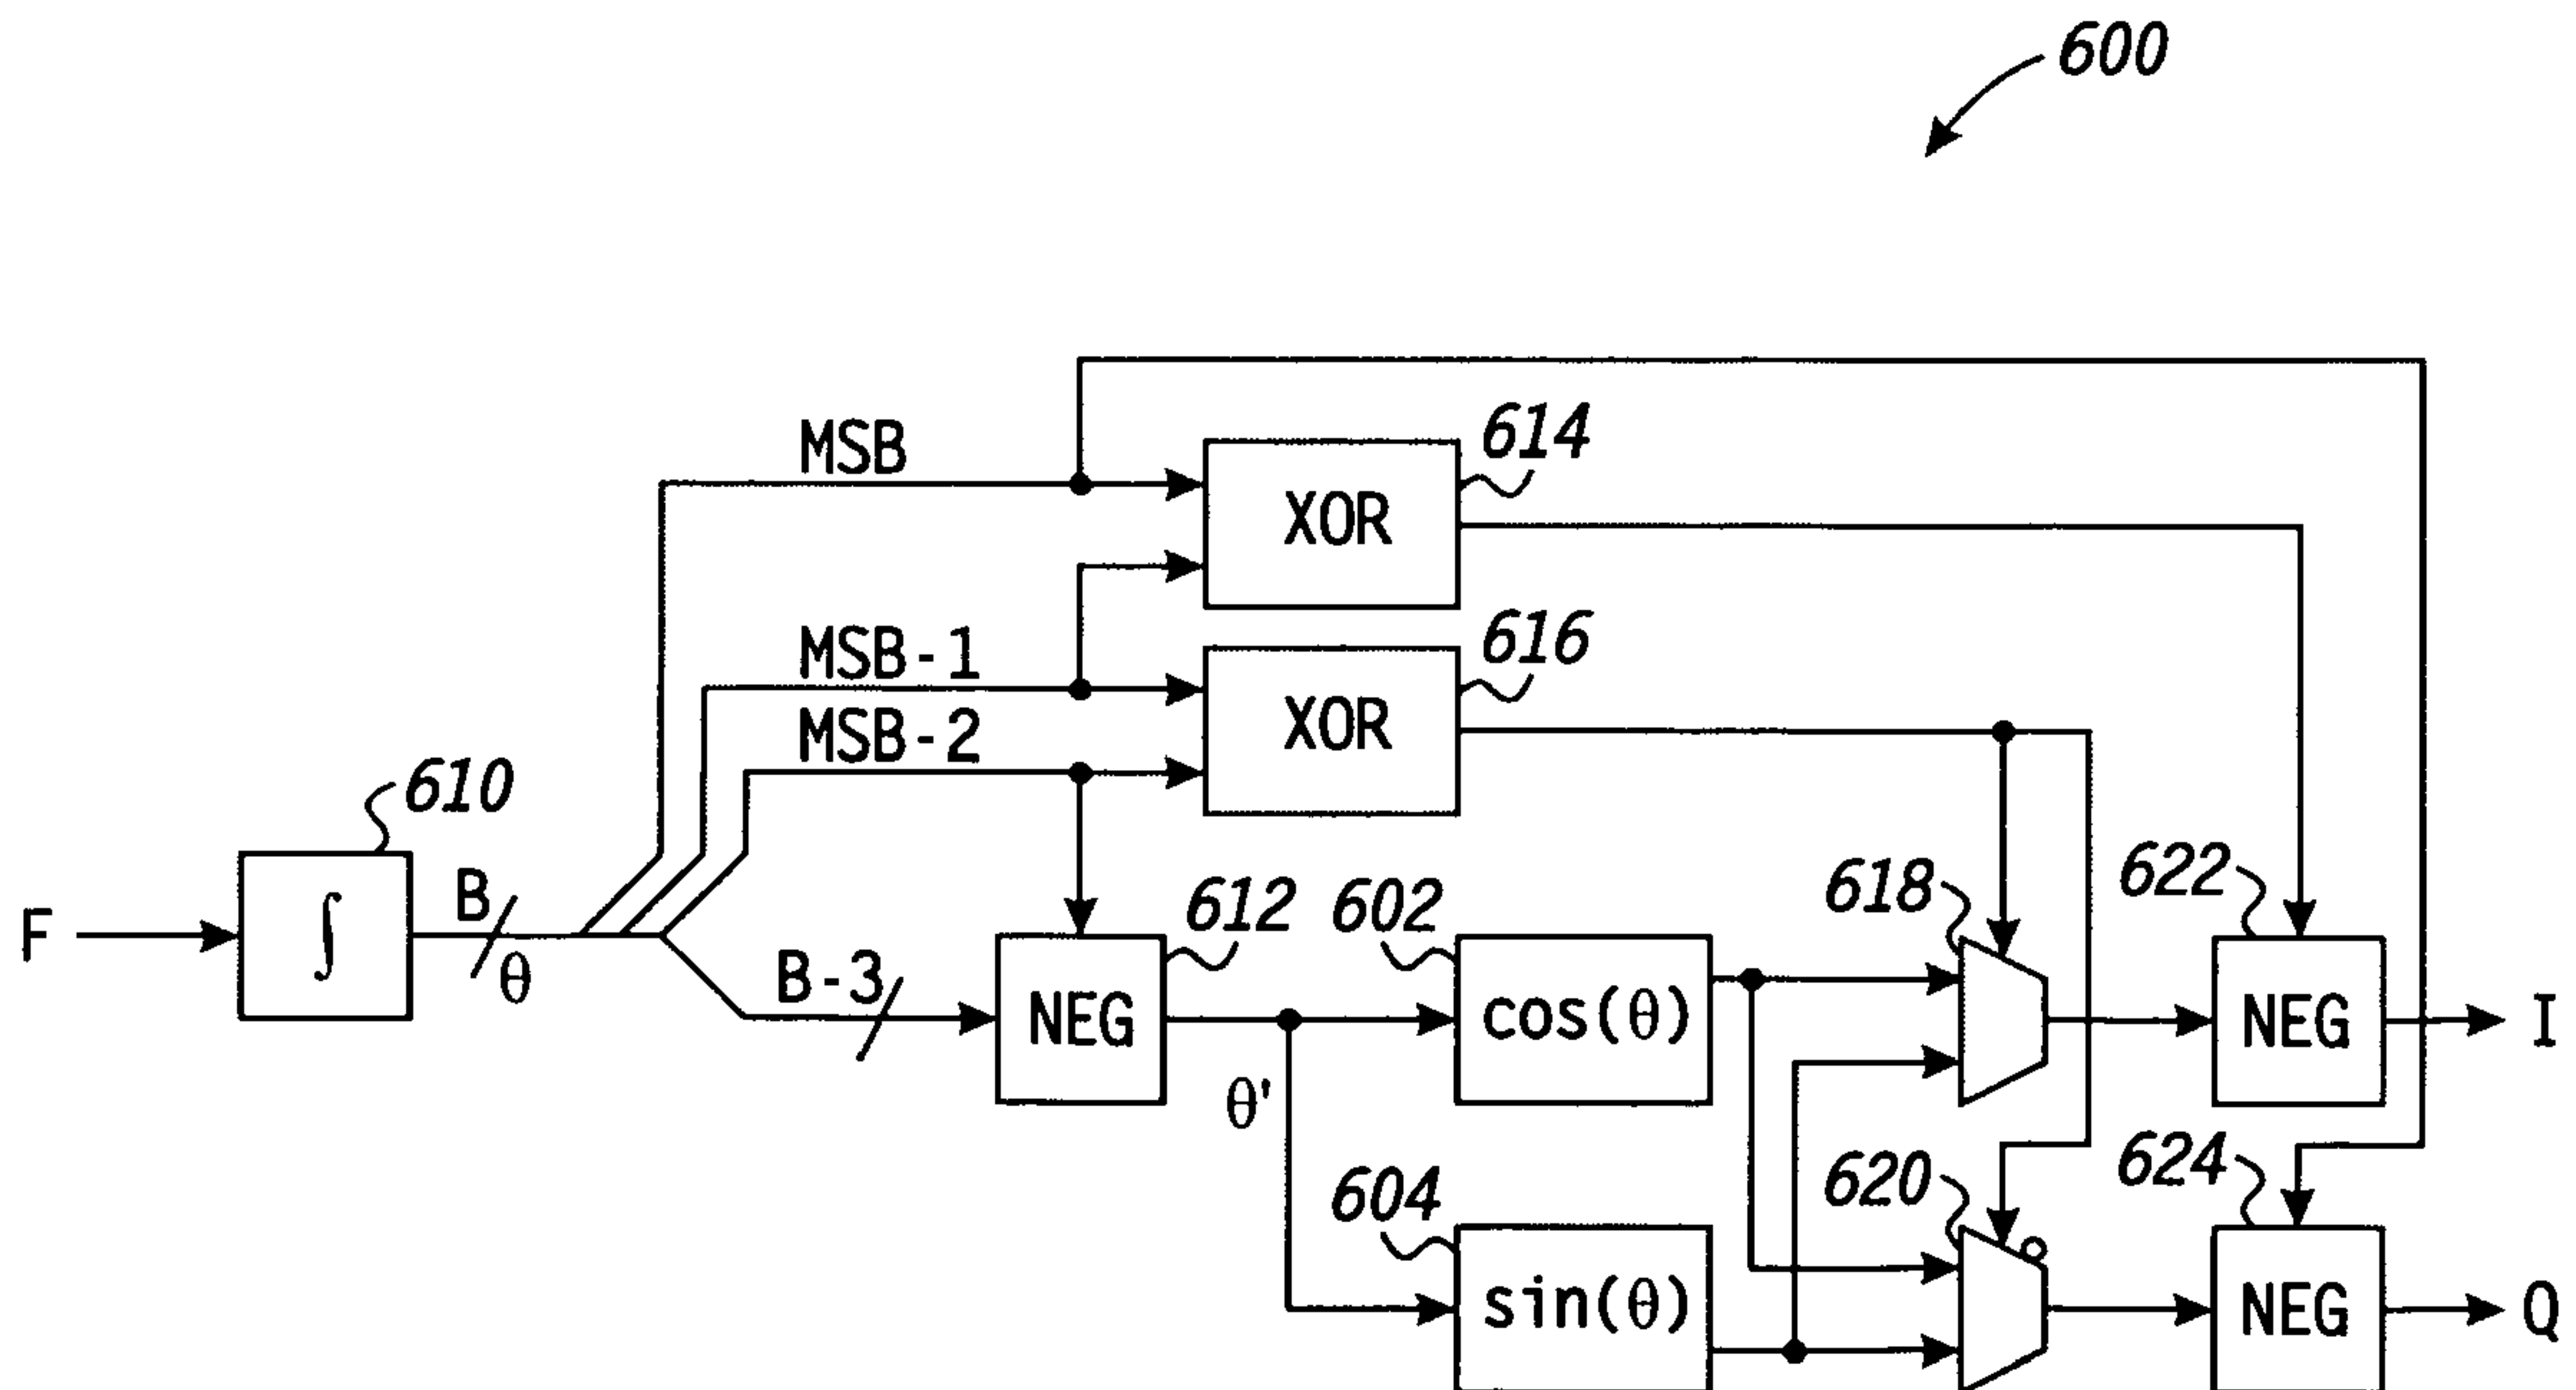 600
MSB
614
XOR
MSB-1
616
XOR
MSB-2
610
F
∫
B
θ
B-3
612
NEG
θ'
602
cos(θ)
618
622
NEG
I
604
sin(θ)
620
624
NEG
Q